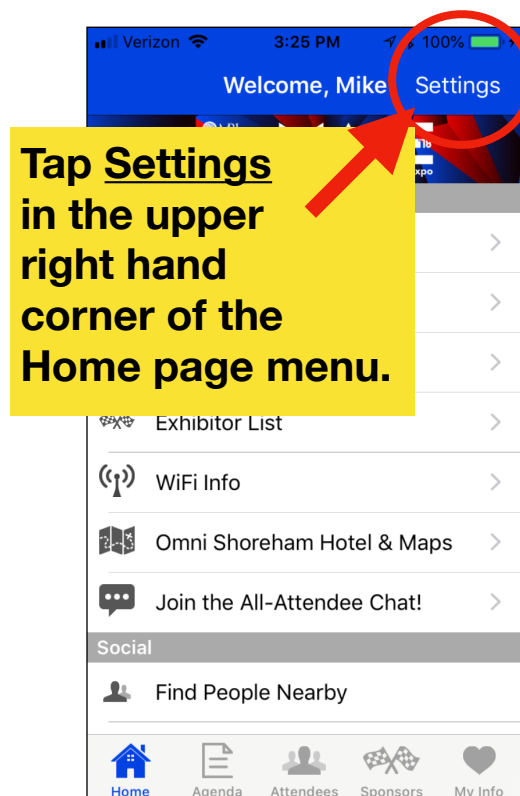 Verizon 3:25 PM 100%
Welcome, Mike Settings
Tap Settings
in the upper
right hand
corner of the
Home page menu.
Exhibitor List
WiFi Info
Omni Shoreham Hotel & Maps
Join the All-Attendee Chat!
Social
Find People Nearby
Home Agenda Attendees Sponsors My Info